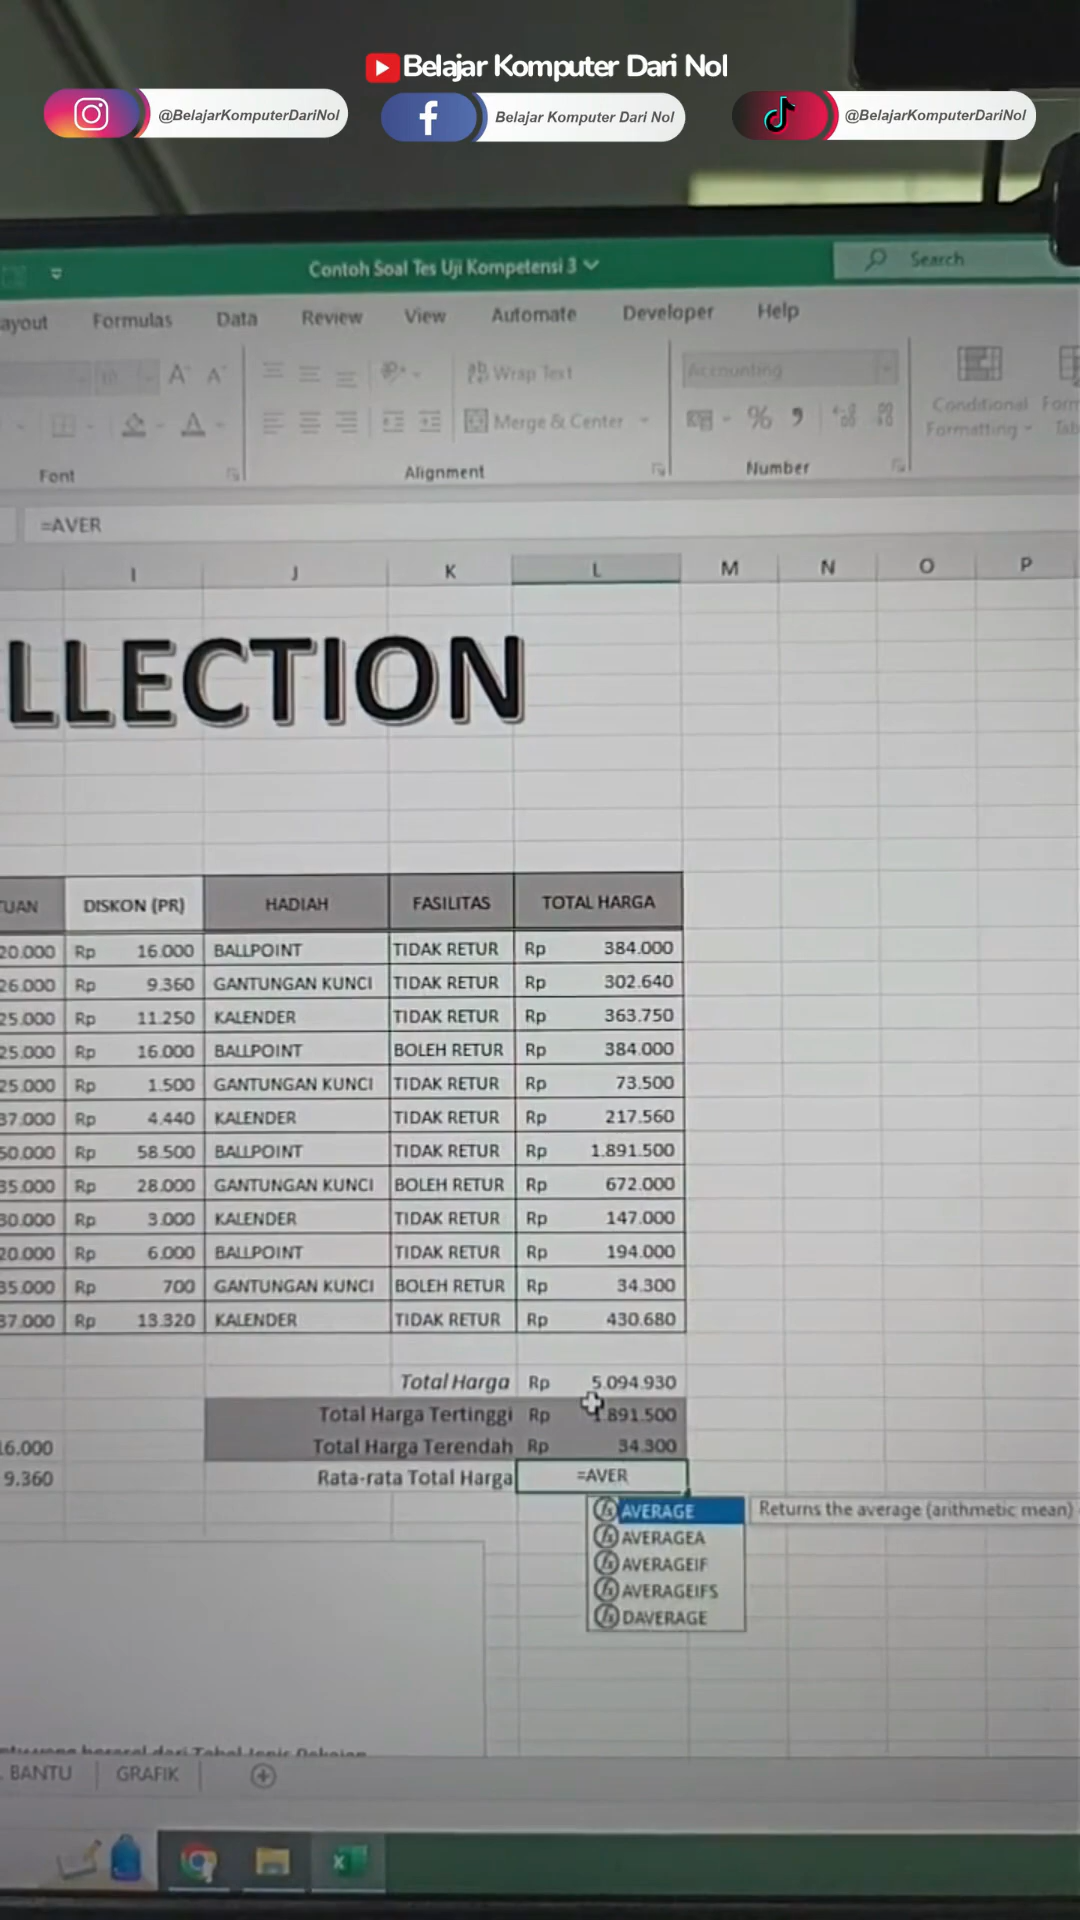 Belajar Komputer Dari Nol
@BelajarKomputerDariNol
Belajar Komputer Dari Nol
@BelajarKomputerDariNol
Contoh Soal Tes Uji Kompetensi 3
Search
ayout Formulas Data Review View Automate Developer Help
10 A A Wrap Text Accounting
Merge & Center % Conditional Form
Formatting Tab
Font Alignment Number
=AVER
I J K L M N O P
LLECTION
TUAN DISKON (PR) HADIAH FASILITAS TOTAL HARGA
20.000 Rp 16.000 BALLPOINT TIDAK RETUR Rp 384.000
26.000 Rp 9.360 GANTUNGAN KUNCI TIDAK RETUR Rp 302.640
25.000 Rp 11.250 KALENDER TIDAK RETUR Rp 363.750
25.000 Rp 16.000 BALLPOINT BOLEH RETUR Rp 384.000
25.000 Rp 1.500 GANTUNGAN KUNCI TIDAK RETUR Rp 73.500
37.000 Rp 4.440 KALENDER TIDAK RETUR Rp 217.560
50.000 Rp 58.500 BALLPOINT TIDAK RETUR Rp 1.891.500
35.000 Rp 28.000 GANTUNGAN KUNCI BOLEH RETUR Rp 672.000
30.000 Rp 3.000 KALENDER TIDAK RETUR Rp 147.000
20.000 Rp 6.000 BALLPOINT TIDAK RETUR Rp 194.000
35.000 Rp 700 GANTUNGAN KUNCI BOLEH RETUR Rp 34.300
37.000 Rp 13.320 KALENDER TIDAK RETUR Rp 430.680
Total Harga Rp 5.094.930
Total Harga Tertinggi Rp 1.891.500
16.000 Total Harga Terendah Rp 34.300
9.360 Rata-rata Total Harga =AVER
AVERAGE Returns the average (arithmetic mean)
AVERAGEA
AVERAGEIF
AVERAGEIFS
DAVERAGE
BANTU GRAFIK